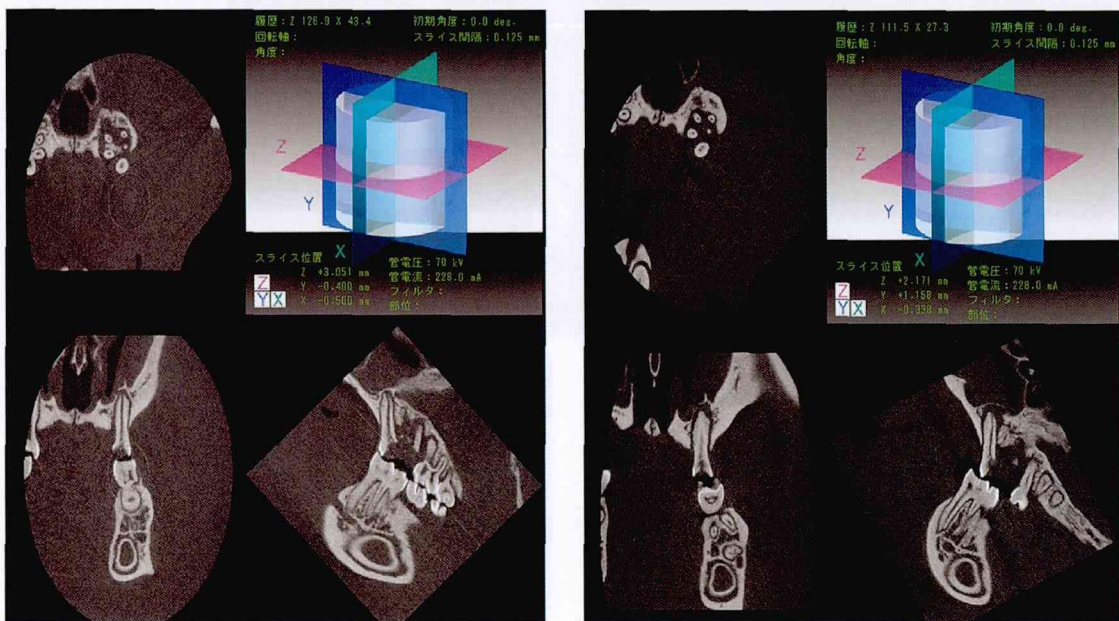 履歴：Z 126.9 X 43.4 初期角度：0.0 deg.
回転軸： スライス間隔：0.125 mm
角度：
Z
Y
X
スライス位置 管電圧：70 kV
Z +3.051 mm 管電流：228.0 mA
Y -0.400 mm フィルタ：
X -0.500 mm 部位：
Z
Y X
履歴：Z 111.5 X 27.3 初期角度：0.0 deg.
回転軸： スライス間隔：0.125 mm
角度：
Z
Y
X
スライス位置 管電圧：70 kV
Z +2.171 mm 管電流：228.0 mA
Y +1.158 mm フィルタ：
X -0.338 mm 部位：
Z
Y X